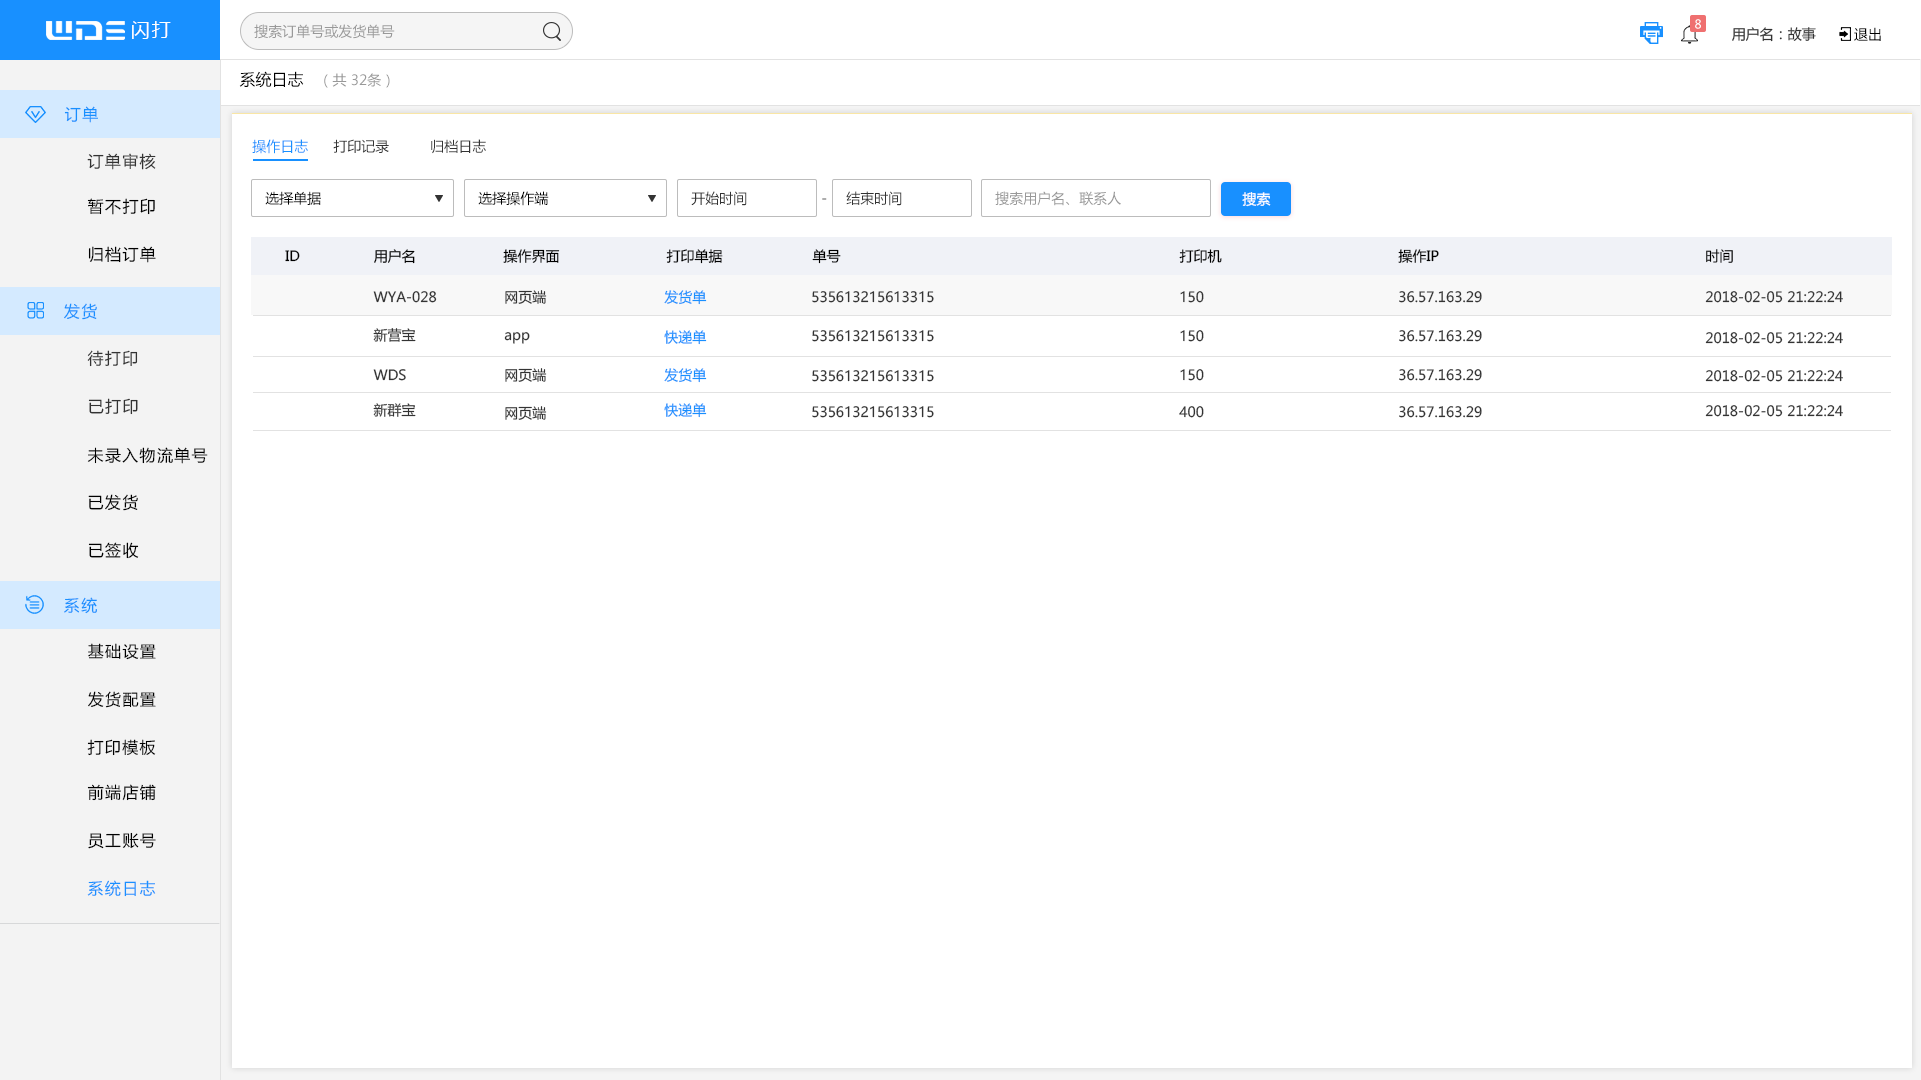 WDS闪打
搜索订单号或发货单号
8
用户名：故事
退出
系统日志 （ 共 32条 ）
订单
订单审核
暂不打印
归档订单
发货
待打印
已打印
未录入物流单号
已发货
已签收
系统
基础设置
发货配置
打印模板
前端店铺
员工账号
系统日志
操作日志 打印记录 归档日志
选择单据 选择操作端 开始时间 - 结束时间 搜索用户名、联系人 搜索
ID 用户名 操作界面 打印单据 单号 打印机 操作IP 时间
WYA-028 网页端 发货单 535613215613315 150 36.57.163.29 2018-02-05 21:22:24
新营宝 app 快递单 535613215613315 150 36.57.163.29 2018-02-05 21:22:24
WDS 网页端 发货单 535613215613315 150 36.57.163.29 2018-02-05 21:22:24
新群宝 网页端 快递单 535613215613315 400 36.57.163.29 2018-02-05 21:22:24